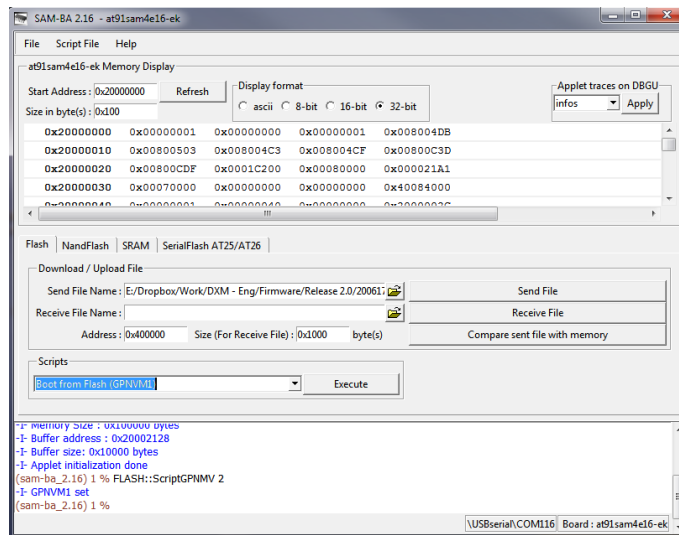 SAM-BA 2.16 - at91sam4e16-ek
File Script File Help
at91sam4e16-ek Memory Display
Start Address : 0x20000000 Refresh
Size in byte(s) : 0x100
Display format
ascii 8-bit 16-bit 32-bit
Applet traces on DBGU
infos Apply
0x20000000 0x00000001 0x00000000 0x00000001 0x008004DB
0x20000010 0x00800503 0x008004C3 0x008004CF 0x00800C3D
0x20000020 0x00800CDF 0x0001C200 0x00080000 0x000021A1
0x20000030 0x00070000 0x00000000 0x00000000 0x40084000
0x20000040 0x00000001 0x00000040 0x00000000 0x2000002C
Flash NandFlash SRAM SerialFlash AT25/AT26
Download / Upload File
Send File Name : E:/Dropbox/Work/DXM - Eng/Firmware/Release 2.0/20061 Send File
Receive File Name : Receive File
Address : 0x400000 Size (For Receive File) : 0x1000 byte(s) Compare sent file with memory
Scripts
Boot from Flash (GPNVM1) Execute
-I- Memory Size : 0x100000 bytes
-I- Buffer address : 0x20002128
-I- Buffer size: 0x10000 bytes
-I- Applet initialization done
(sam-ba_2.16) 1 % FLASH::ScriptGPNMV 2
-I- GPNVM1 set
(sam-ba_2.16) 1 %
\USBserial\COM116 Board : at91sam4e16-ek